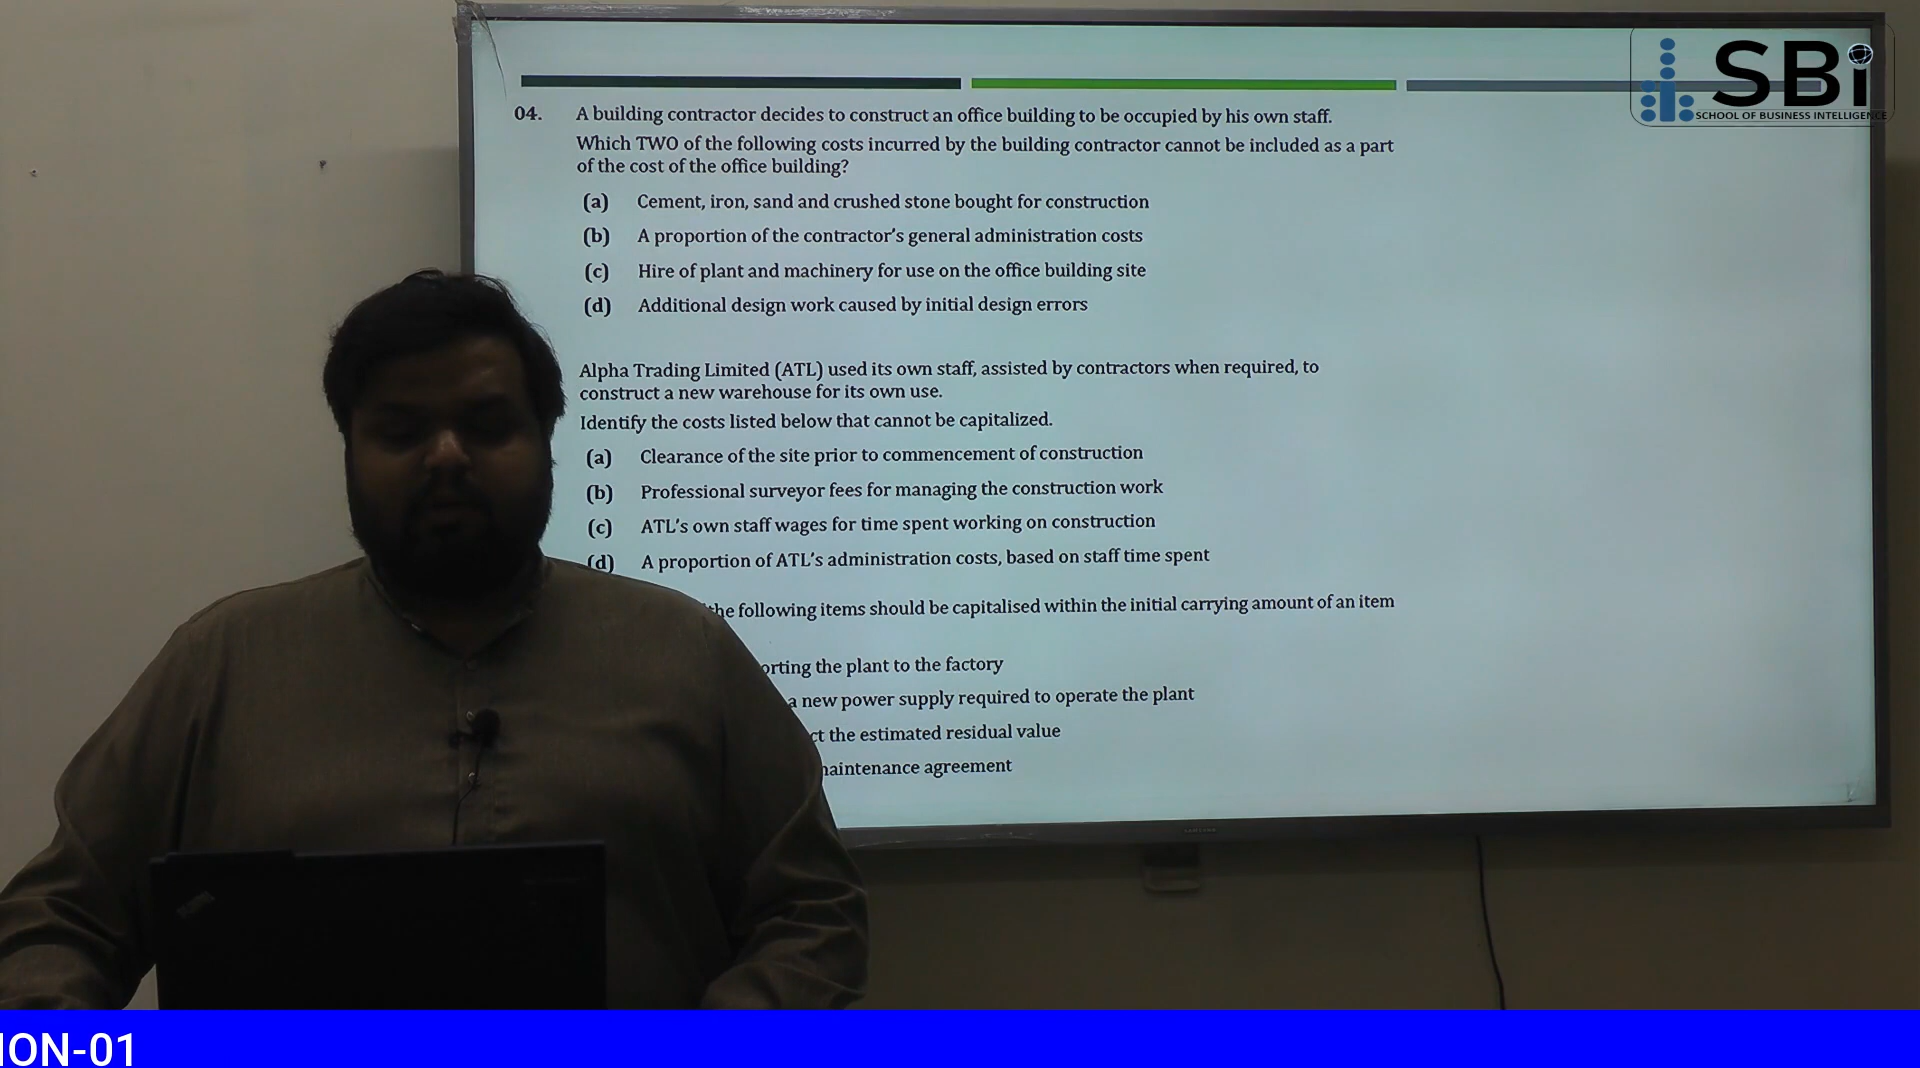 SBi
SCHOOL OF BUSINESS INTELLIGENCE
04. A building contractor decides to construct an office building to be occupied by his own staff.
Which TWO of the following costs incurred by the building contractor cannot be included as a part
of the cost of the office building?
(a) Cement, iron, sand and crushed stone bought for construction
(b) A proportion of the contractor's general administration costs
(c) Hire of plant and machinery for use on the office building site
(d) Additional design work caused by initial design errors
Alpha Trading Limited (ATL) used its own staff, assisted by contractors when required, to
construct a new warehouse for its own use.
Identify the costs listed below that cannot be capitalized.
(a) Clearance of the site prior to commencement of construction
(b) Professional surveyor fees for managing the construction work
(c) ATL's own staff wages for time spent working on construction
(d) A proportion of ATL's administration costs, based on staff time spent
the following items should be capitalised within the initial carrying amount of an item
orting the plant to the factory
a new power supply required to operate the plant
ct the estimated residual value
maintenance agreement
ION-01